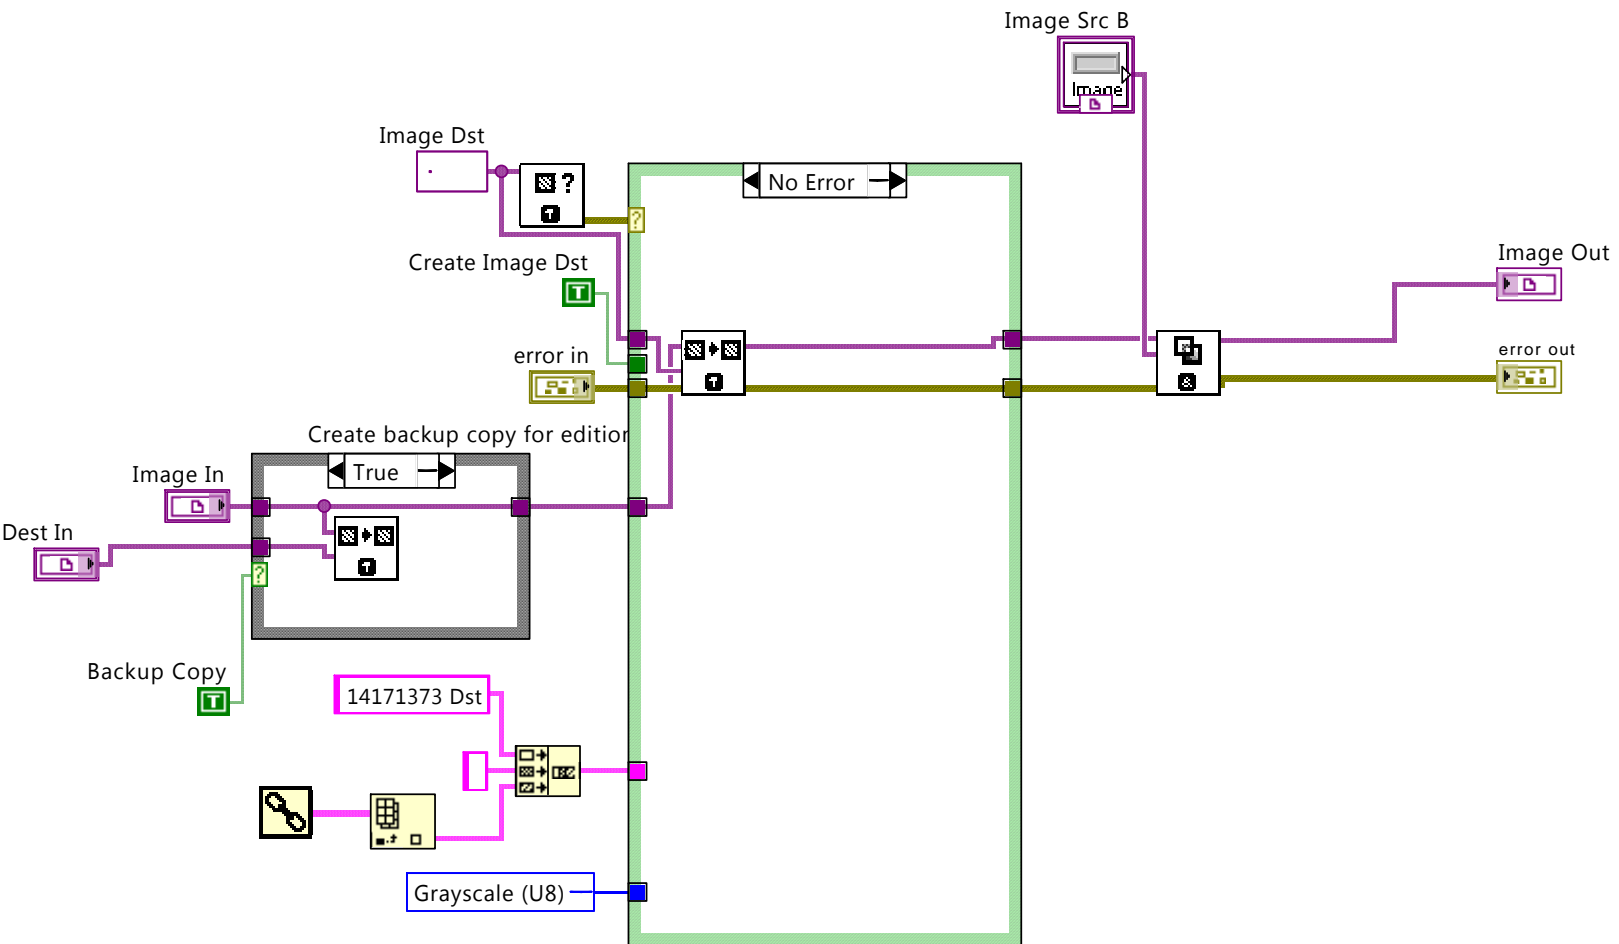 Image Src B
Image
Image Dst
?
T
No Error
?
Create Image Dst
T
Image Out
error in
T
&
error out
Create backup copy for edition
True
Image In
Dest In
T
?
Backup Copy
T
14171373 Dst
Grayscale (U8)